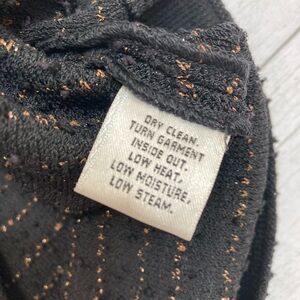 DRY CLEAN.
TURN GARMENT
INSIDE OUT.
LOW HEAT.
LOW MOISTURE.
LOW STEAM.